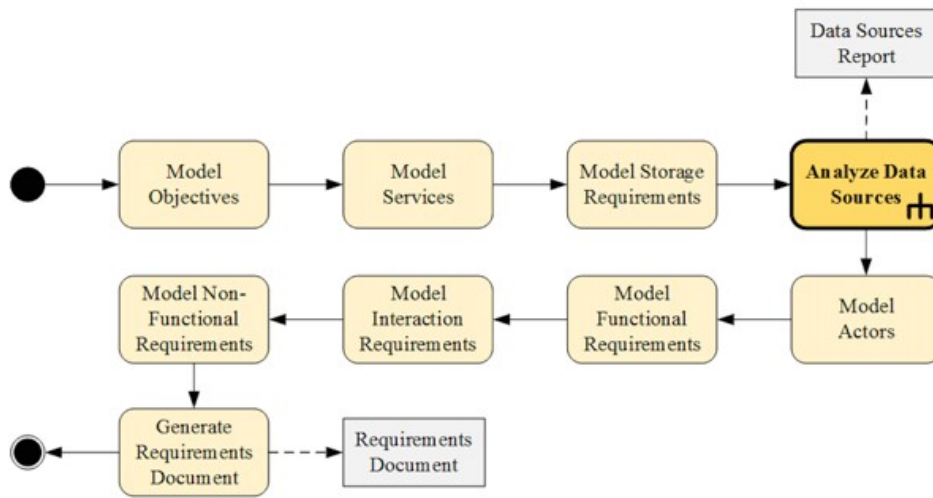 Data Sources
Report
Model
Objectives
Model
Services
Model Storage
Requirements
Analyze Data
Sources
Model Non-
Functional
Requirements
Model
Interaction
Requirements
Model
Functional
Requirements
Model
Actors
Generate
Requirements
Document
Requirements
Document